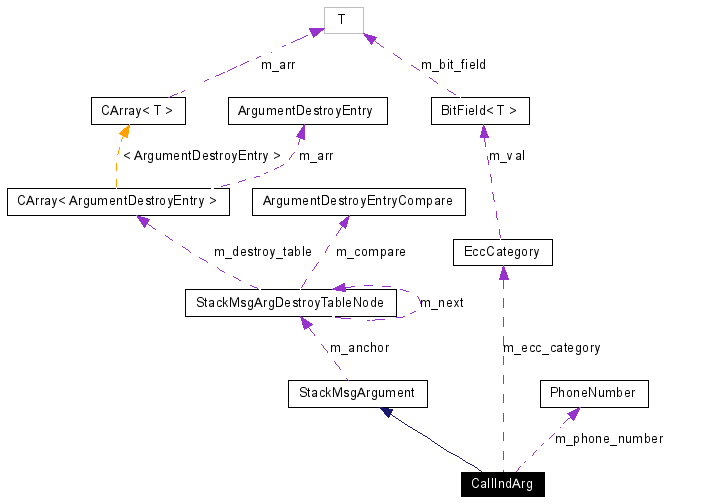 T
m_arr
m_bit_field
CArray< T >
ArgumentDestroyEntry
BitField< T >
< ArgumentDestroyEntry >
m_arr
m_val
CArray< ArgumentDestroyEntry >
ArgumentDestroyEntryCompare
m_destroy_table
m_compare
EccCategory
StackMsgArgDestroyTableNode
m_next
m_anchor
m_ecc_category
StackMsgArgument
PhoneNumber
m_phone_number
CallIndArg